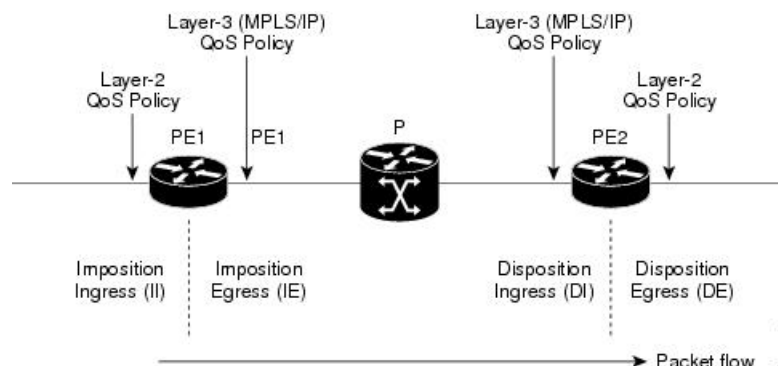 Layer-3 (MPLS/IP)
QoS Policy
Layer-3 (MPLS/IP)
QoS Policy
Layer-2
QoS Policy
Layer-2
QoS Policy
PE1
PE1
P
PE2
Imposition
Ingress (II)
Imposition
Egress (IE)
Disposition
Ingress (DI)
Disposition
Egress (DE)
Packet flow